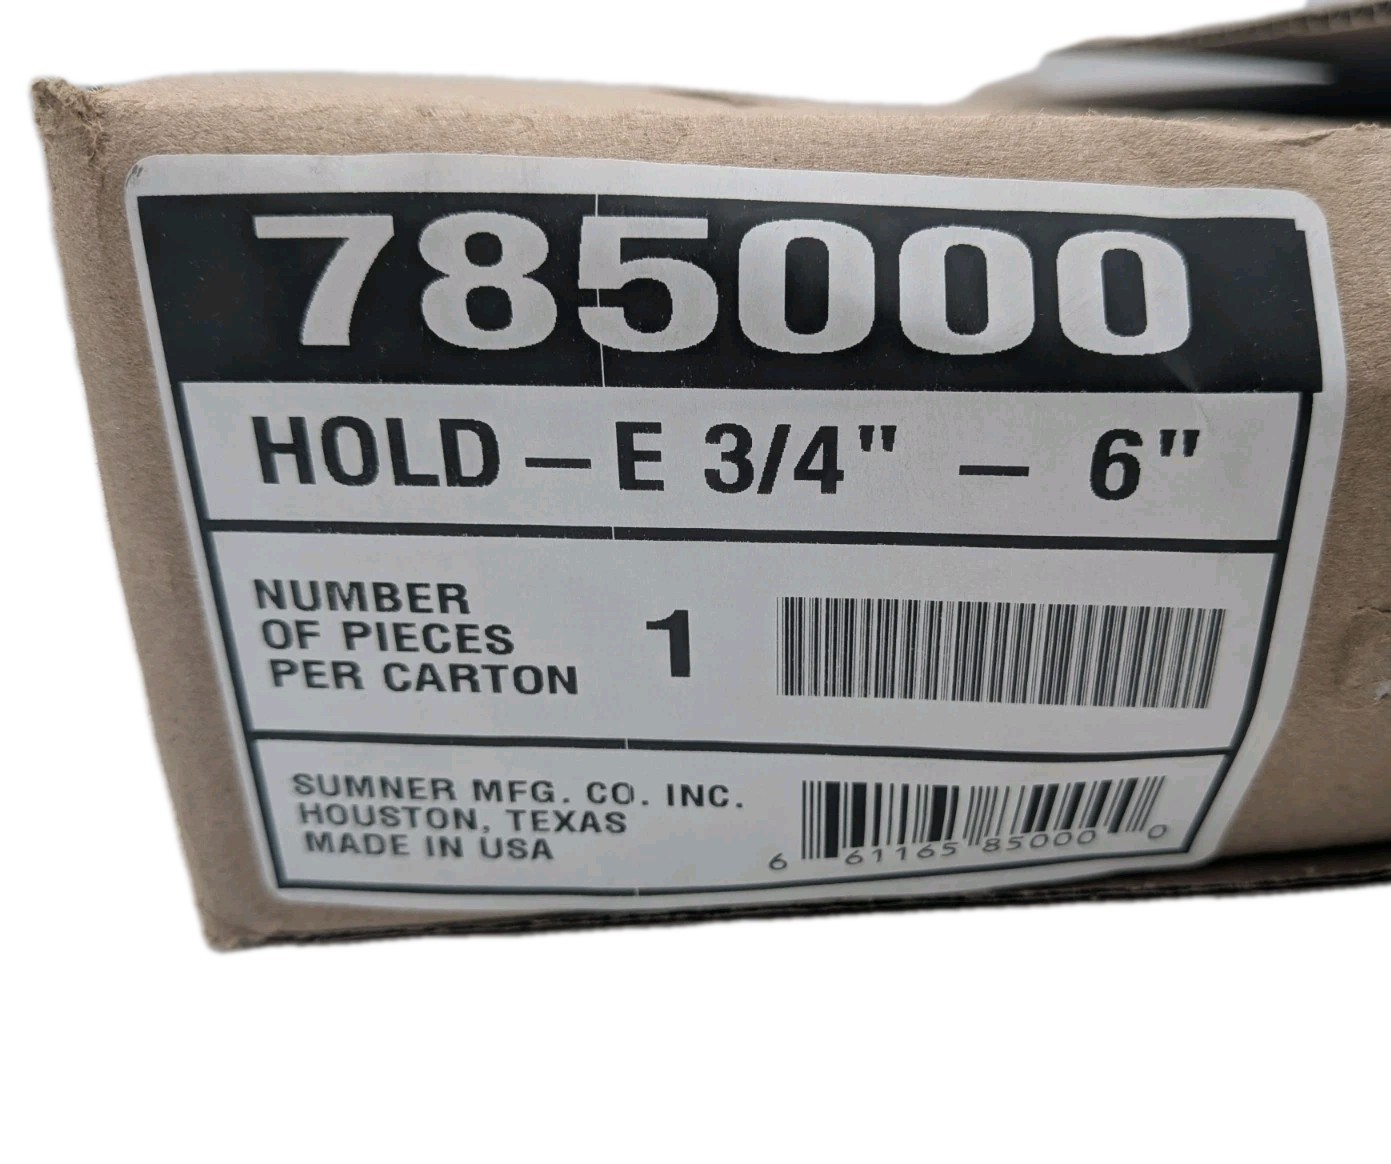 785000
HOLD – E 3/4" – 6"
NUMBER
OF PIECES
PER CARTON
1
SUMNER MFG. CO. INC.
HOUSTON, TEXAS
MADE IN USA
6 61165 85000 0